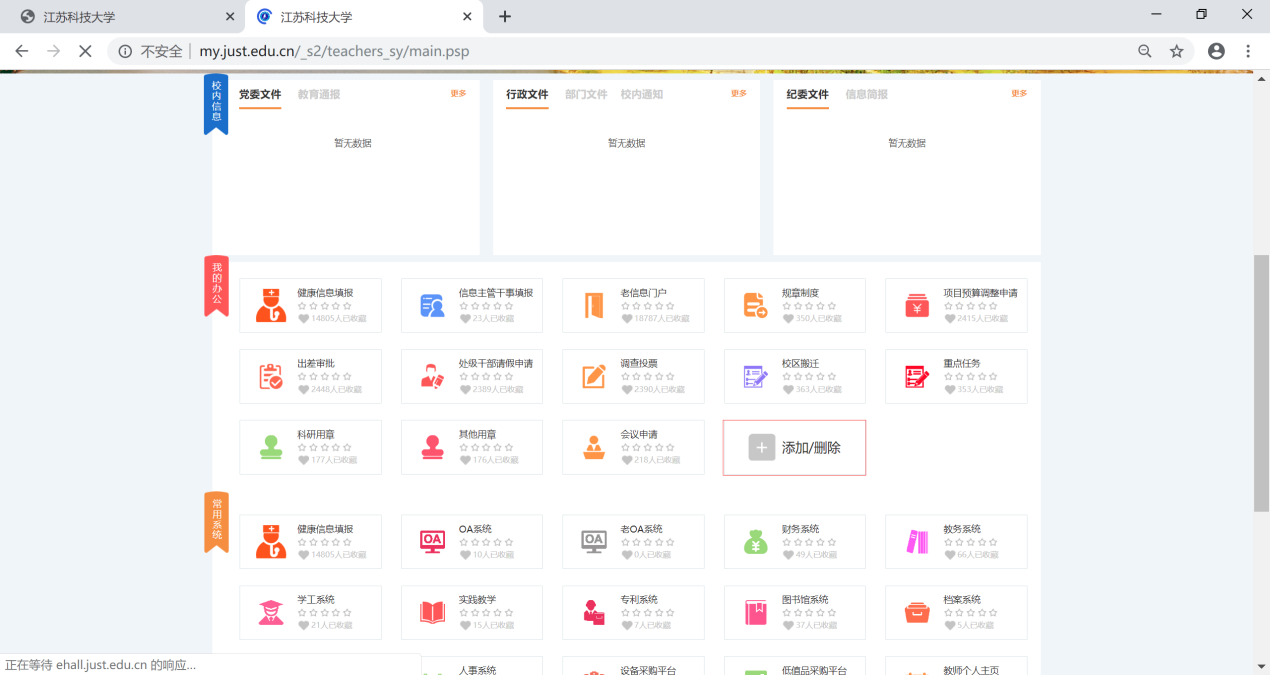 江苏科技大学
江苏科技大学
不安全 my.just.edu.cn/_s2/teachers_sy/main.psp
校内信息
党委文件 教育通报 更多
暂无数据
行政文件 部门文件 校内通知 更多
暂无数据
纪委文件 信息简报 更多
暂无数据
我的办公
健康信息填报
14805人已收藏
信息主管干事填报
23人已收藏
老信息门户
18787人已收藏
规章制度
350人已收藏
项目预算调整申请
2415人已收藏
出差审批
2448人已收藏
处级干部请假申请
2389人已收藏
调查投票
2390人已收藏
校区搬迁
363人已收藏
重点任务
353人已收藏
科研用章
177人已收藏
其他用章
176人已收藏
会议申请
218人已收藏
添加/删除
常用系统
健康信息填报
14805人已收藏
OA
OA系统
10人已收藏
OA
老OA系统
0人已收藏
财务系统
49人已收藏
教务系统
66人已收藏
学工系统
21人已收藏
实践教学
15人已收藏
专利系统
7人已收藏
图书馆系统
37人已收藏
档案系统
5人已收藏
人事系统
设备采购平台
低值品采购平台
教师个人主页
正在等待 ehall.just.edu.cn 的响应...